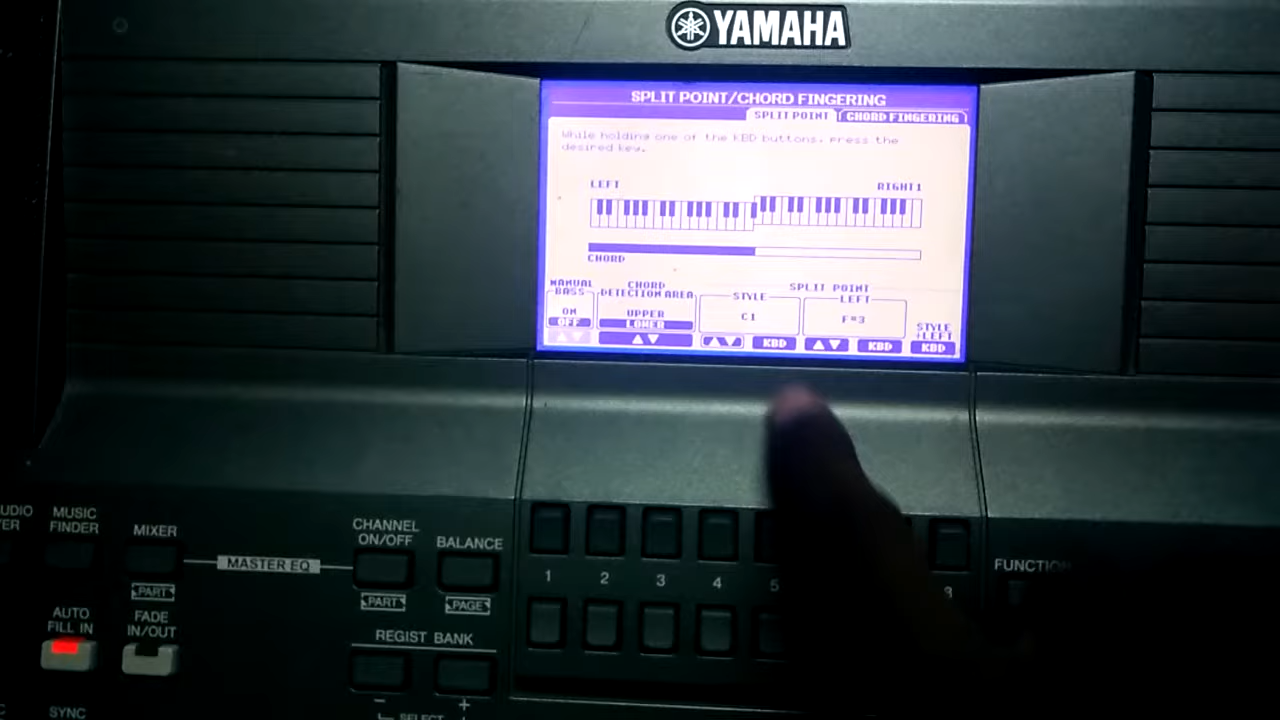 YAMAHA
SPLIT POINT/CHORD FINGERING
SPLIT POINT CHORD FINGERING
While holding one of the KBD buttons, press the
desired key.
LEFT RIGHT1
CHORD
MANUAL BASS
ON
OFF
CHORD
DETECTION AREA
UPPER
LOWER
SPLIT POINT
STYLE
C1
LEFT
F#3
STYLE
+LEFT
KBD KBD KBD
MUSIC
FINDER
MIXER
MASTER EQ
CHANNEL
ON/OFF
BALANCE
PART
PART
PAGE
1 2 3 4 5
FUNCTION
AUTO
FILL IN
FADE
IN/OUT
REGIST BANK
- +
SELECT
SYNC